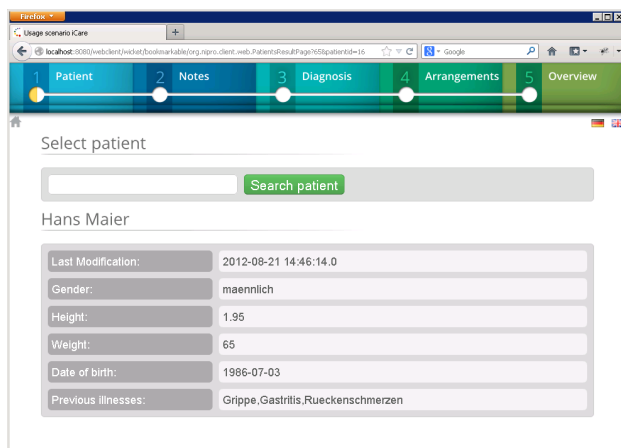 Firefox
Usage scenario iCare
localhost:8080/webclient/wicket/bookmarkable/org.nipro.client.web.PatientsResultPage?65&patientid=16
Google
1 Patient 2 Notes 3 Diagnosis 4 Arrangements 5 Overview
Select patient
Search patient
Hans Maier
Last Modification: 2012-08-21 14:46:14.0
Gender: maennlich
Height: 1.95
Weight: 65
Date of birth: 1986-07-03
Previous illnesses: Grippe,Gastritis,Rueckenschmerzen